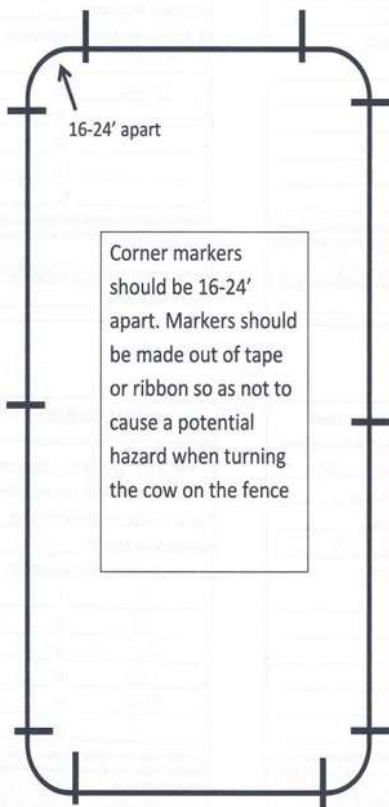 16-24' apart
Corner markers
should be 16-24'
apart. Markers should
be made out of tape
or ribbon so as not to
cause a potential
hazard when turning
the cow on the fence